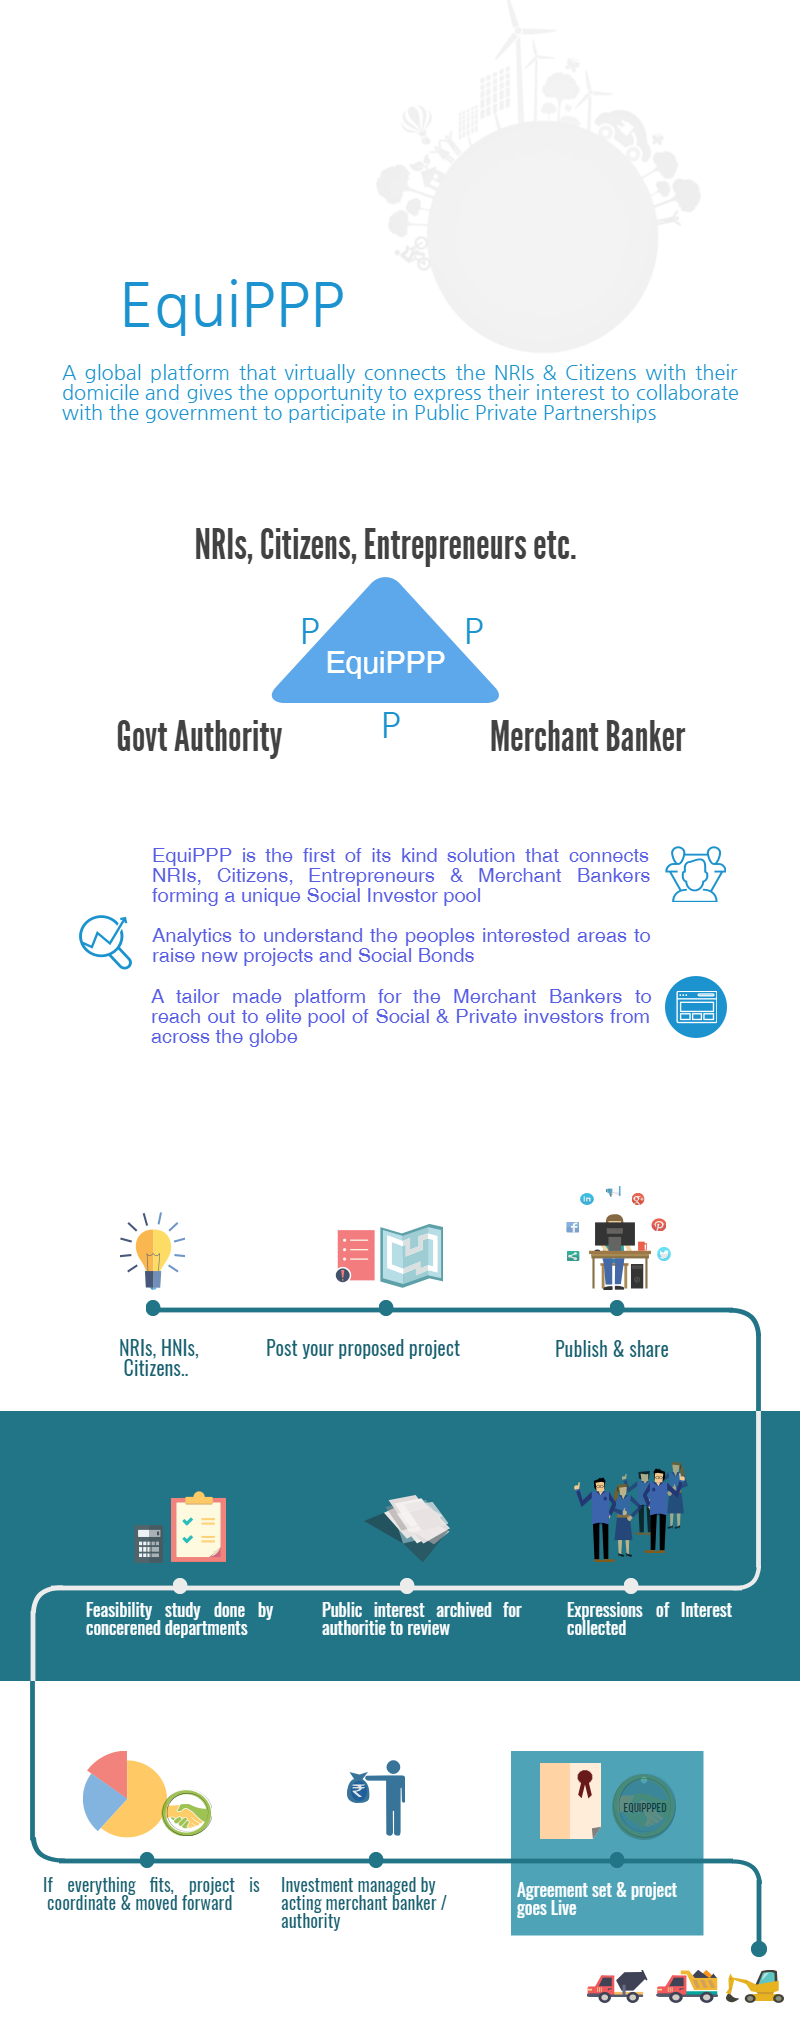 EquiPPP
A global platform that virtually connects the NRIs & Citizens with their
domicile and gives the opportunity to express their interest to collaborate
with the government to participate in Public Private Partnerships
NRIs, Citizens, Entrepreneurs etc.
P
P
EquiPPP
P
Govt Authority
Merchant Banker
EquiPPP is the first of its kind solution that connects
NRIs, Citizens, Entrepreneurs & Merchant Bankers
forming a unique Social Investor pool
Analytics to understand the peoples interested areas to
raise new projects and Social Bonds
A tailor made platform for the Merchant Bankers to
reach out to elite pool of Social & Private investors from
across the globe
NRIs, HNIs,
Citizens..
Post your proposed project
Publish & share
Feasibility study done by
concerened departments
Public interest archived for
authoritie to review
Expressions of Interest
collected
EQUIPPPED
If everything fits, project is
coordinate & moved forward
Investment managed by
acting merchant banker /
authority
Agreement set & project
goes Live